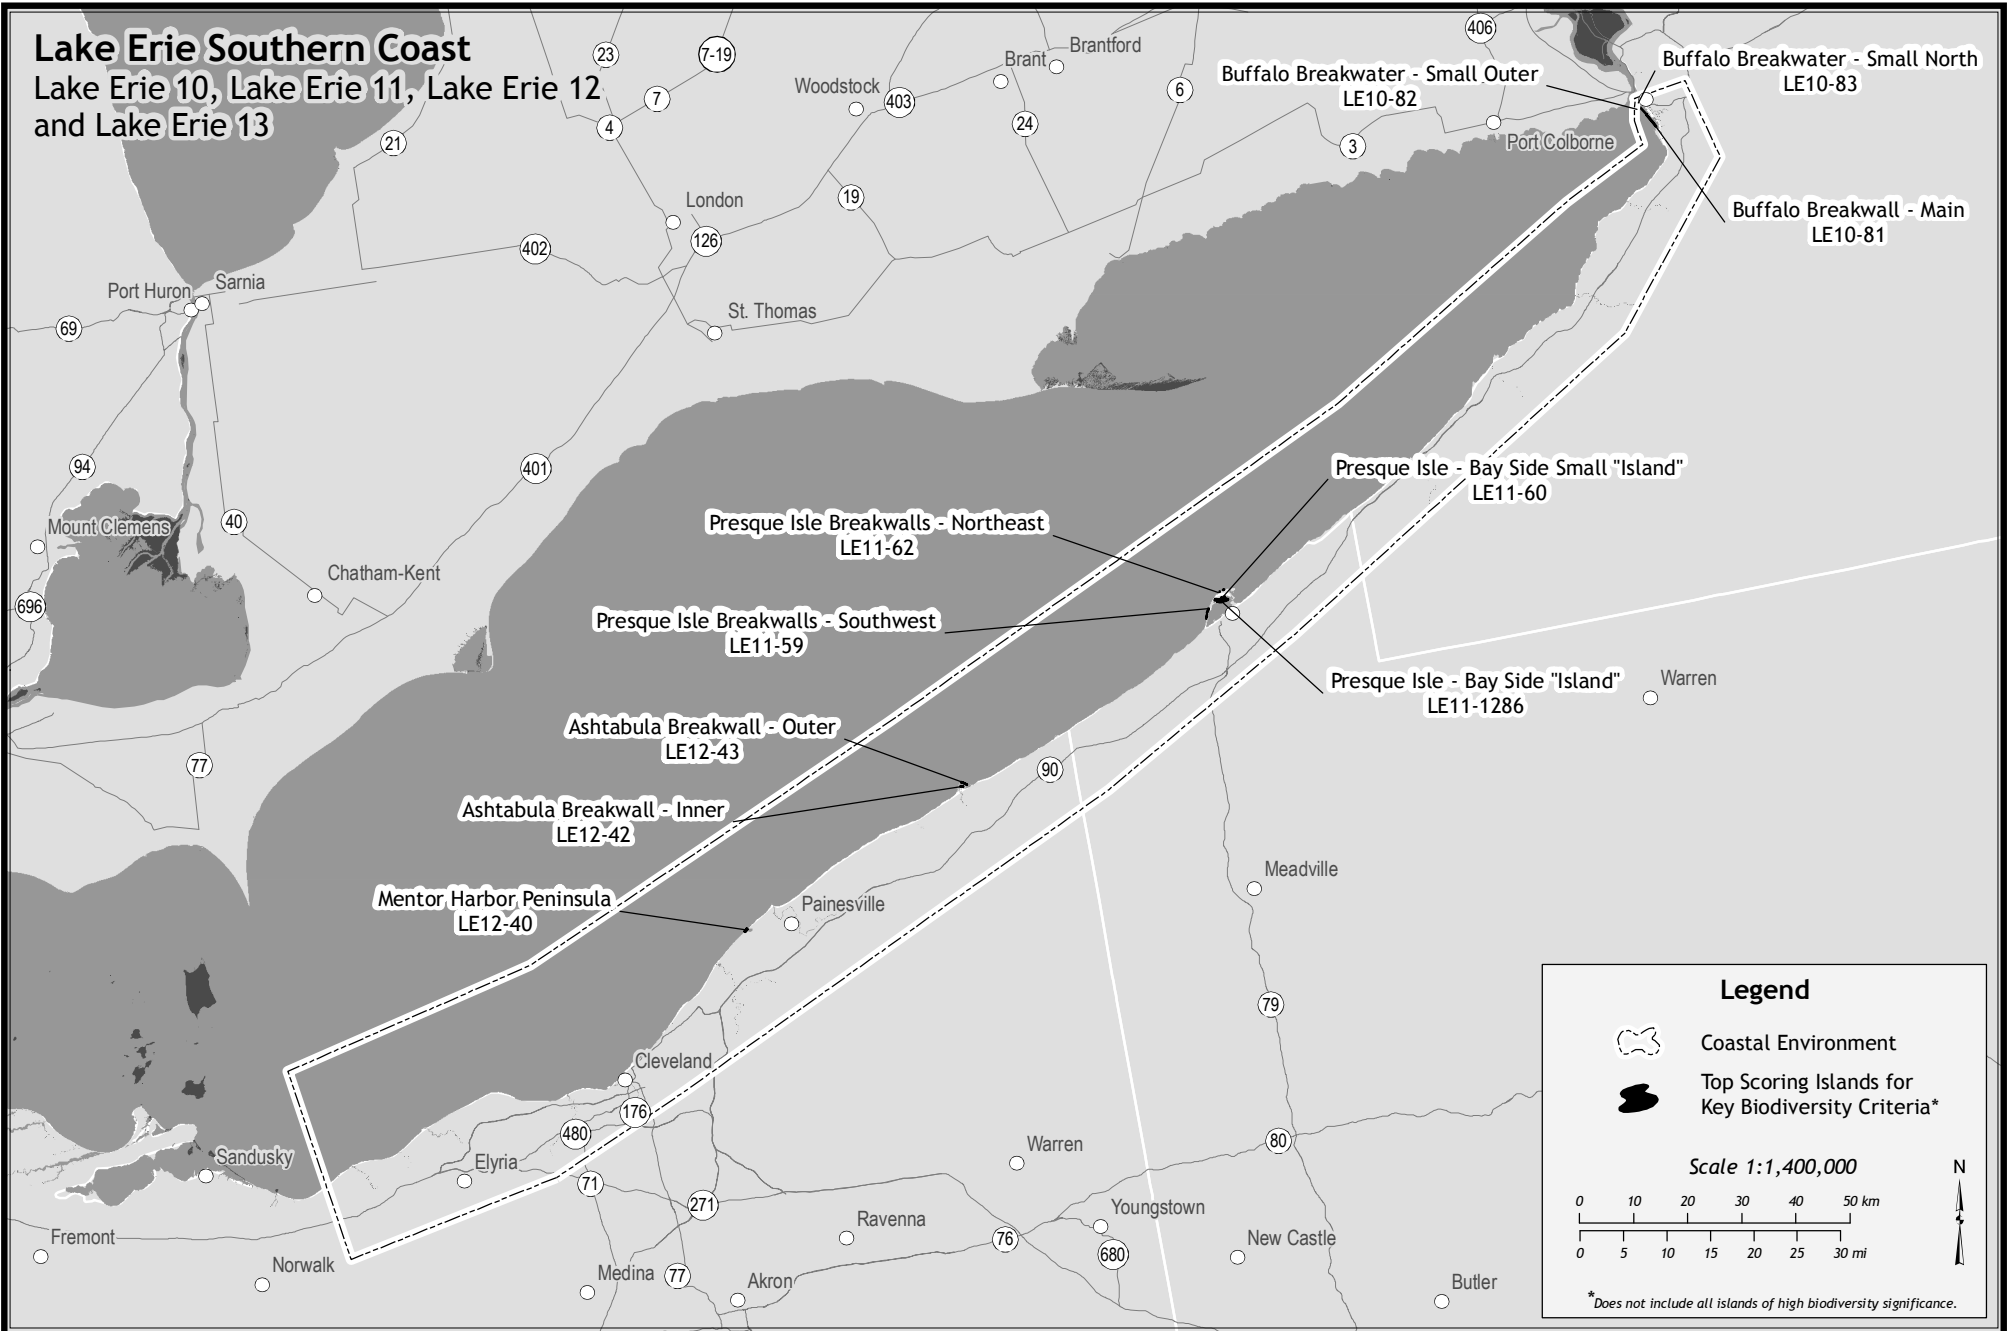 Lake Erie Southern Coast
Lake Erie 10, Lake Erie 11, Lake Erie 12
and Lake Erie 13
23
7-19
7
4
21
Woodstock
403
Brant
Brantford
24
6
406
3
19
London
126
402
St. Thomas
Port Huron
Sarnia
69
94
40
401
Mount Clemens
696
Chatham-Kent
77
Port Colborne
Buffalo Breakwater - Small Outer
LE10-82
Buffalo Breakwater - Small North
LE10-83
Buffalo Breakwall - Main
LE10-81
Presque Isle - Bay Side Small "Island"
LE11-60
Presque Isle Breakwalls - Northeast
LE11-62
Presque Isle Breakwalls - Southwest
LE11-59
Presque Isle - Bay Side "Island"
LE11-1286
Warren
Ashtabula Breakwall - Outer
LE12-43
90
Ashtabula Breakwall - Inner
LE12-42
Meadville
Mentor Harbor Peninsula
LE12-40
Painesville
79
Cleveland
176
480
Sandusky
Elyria
71
271
Warren
80
Youngstown
680
76
Ravenna
New Castle
Fremont
Norwalk
Medina
77
Akron
Butler
Legend
Coastal Environment
Top Scoring Islands for
Key Biodiversity Criteria*
Scale 1:1,400,000
N
0 10 20 30 40 50 km
0 5 10 15 20 25 30 mi
*Does not include all islands of high biodiversity significance.